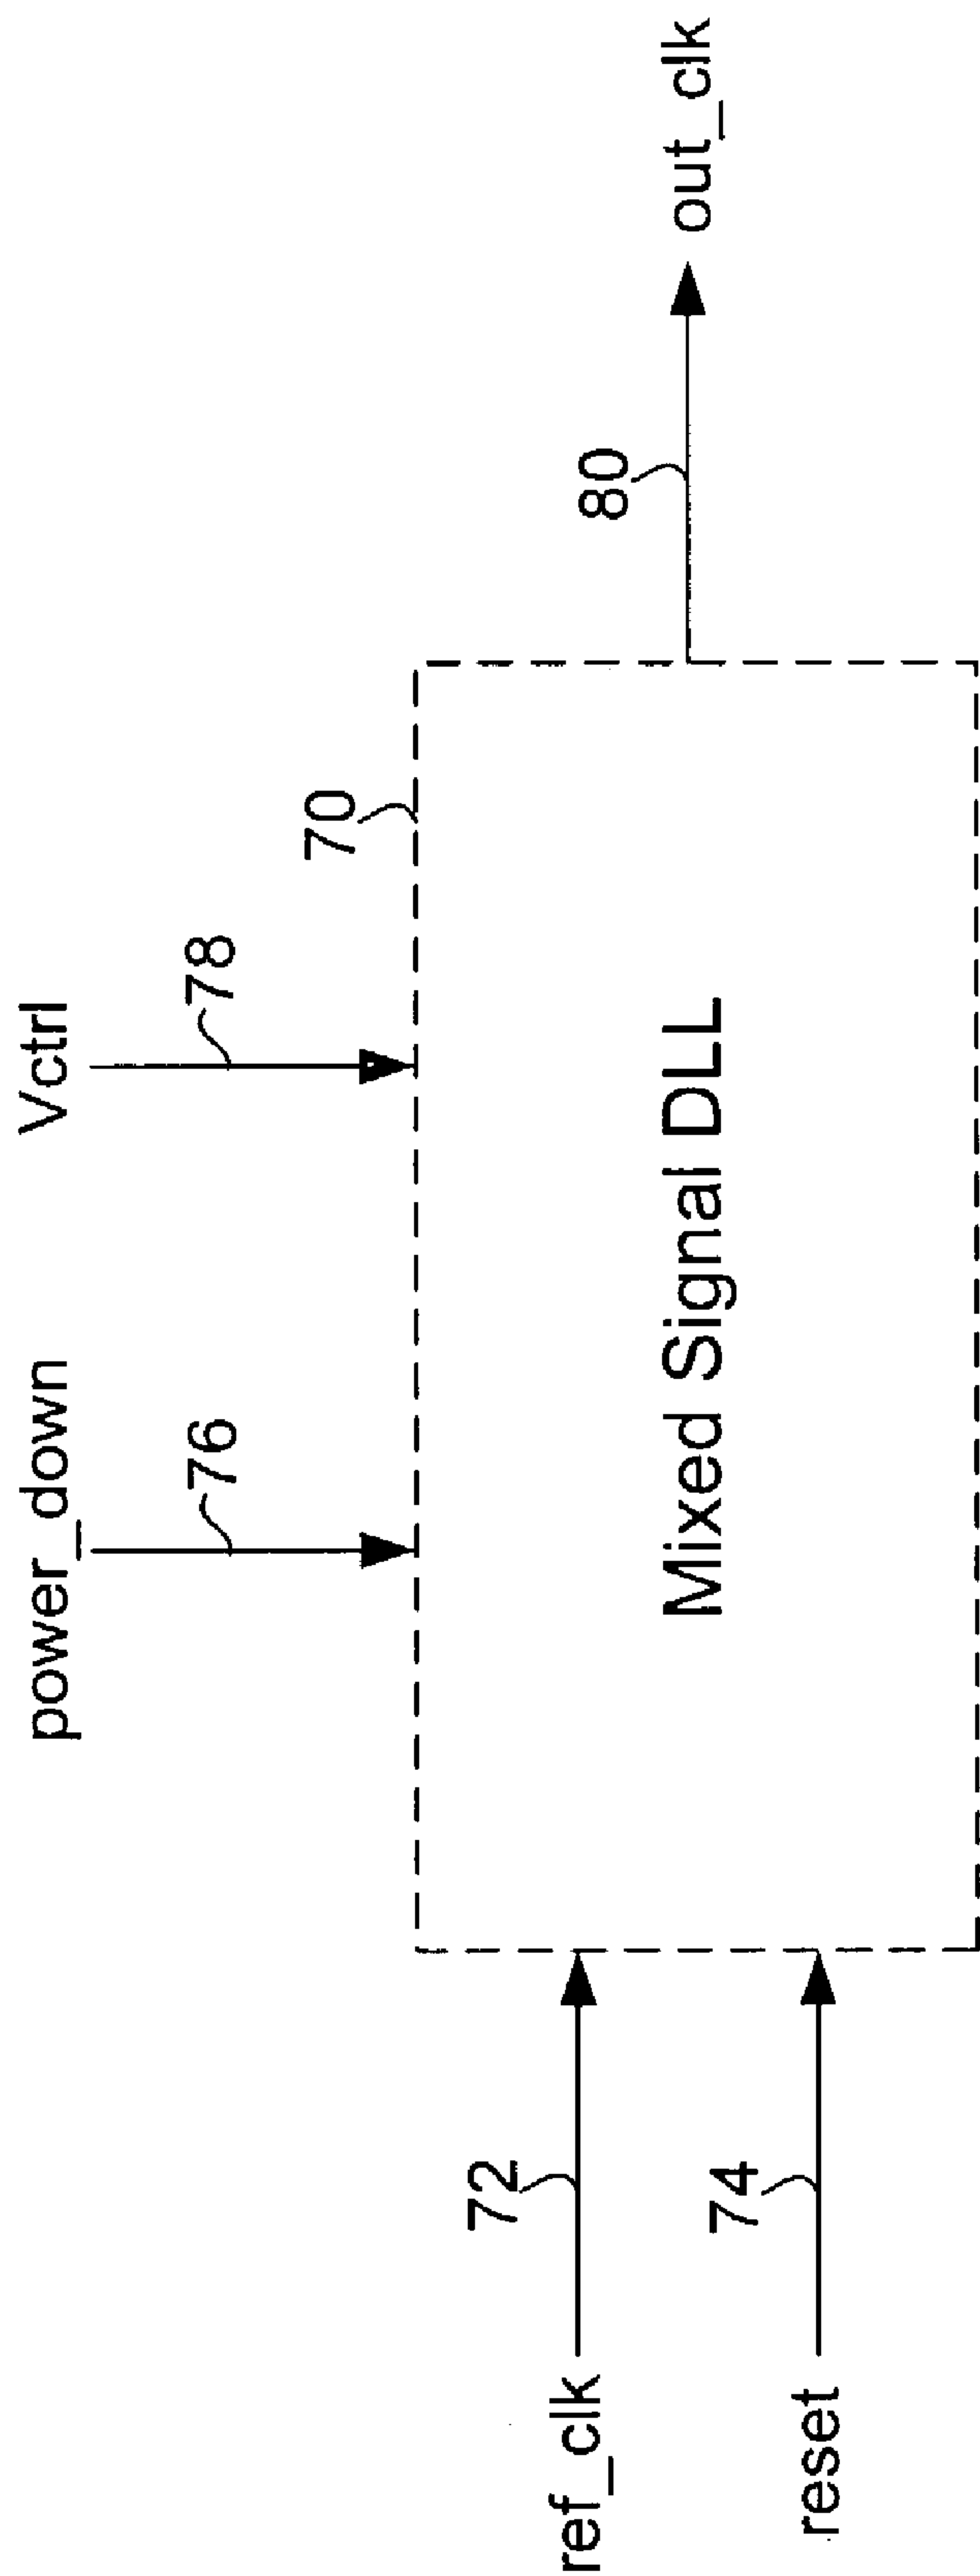 power_down
Vctrl
76
78
70
ref_clk
72
Mixed Signal DLL
80
out_clk
reset
74